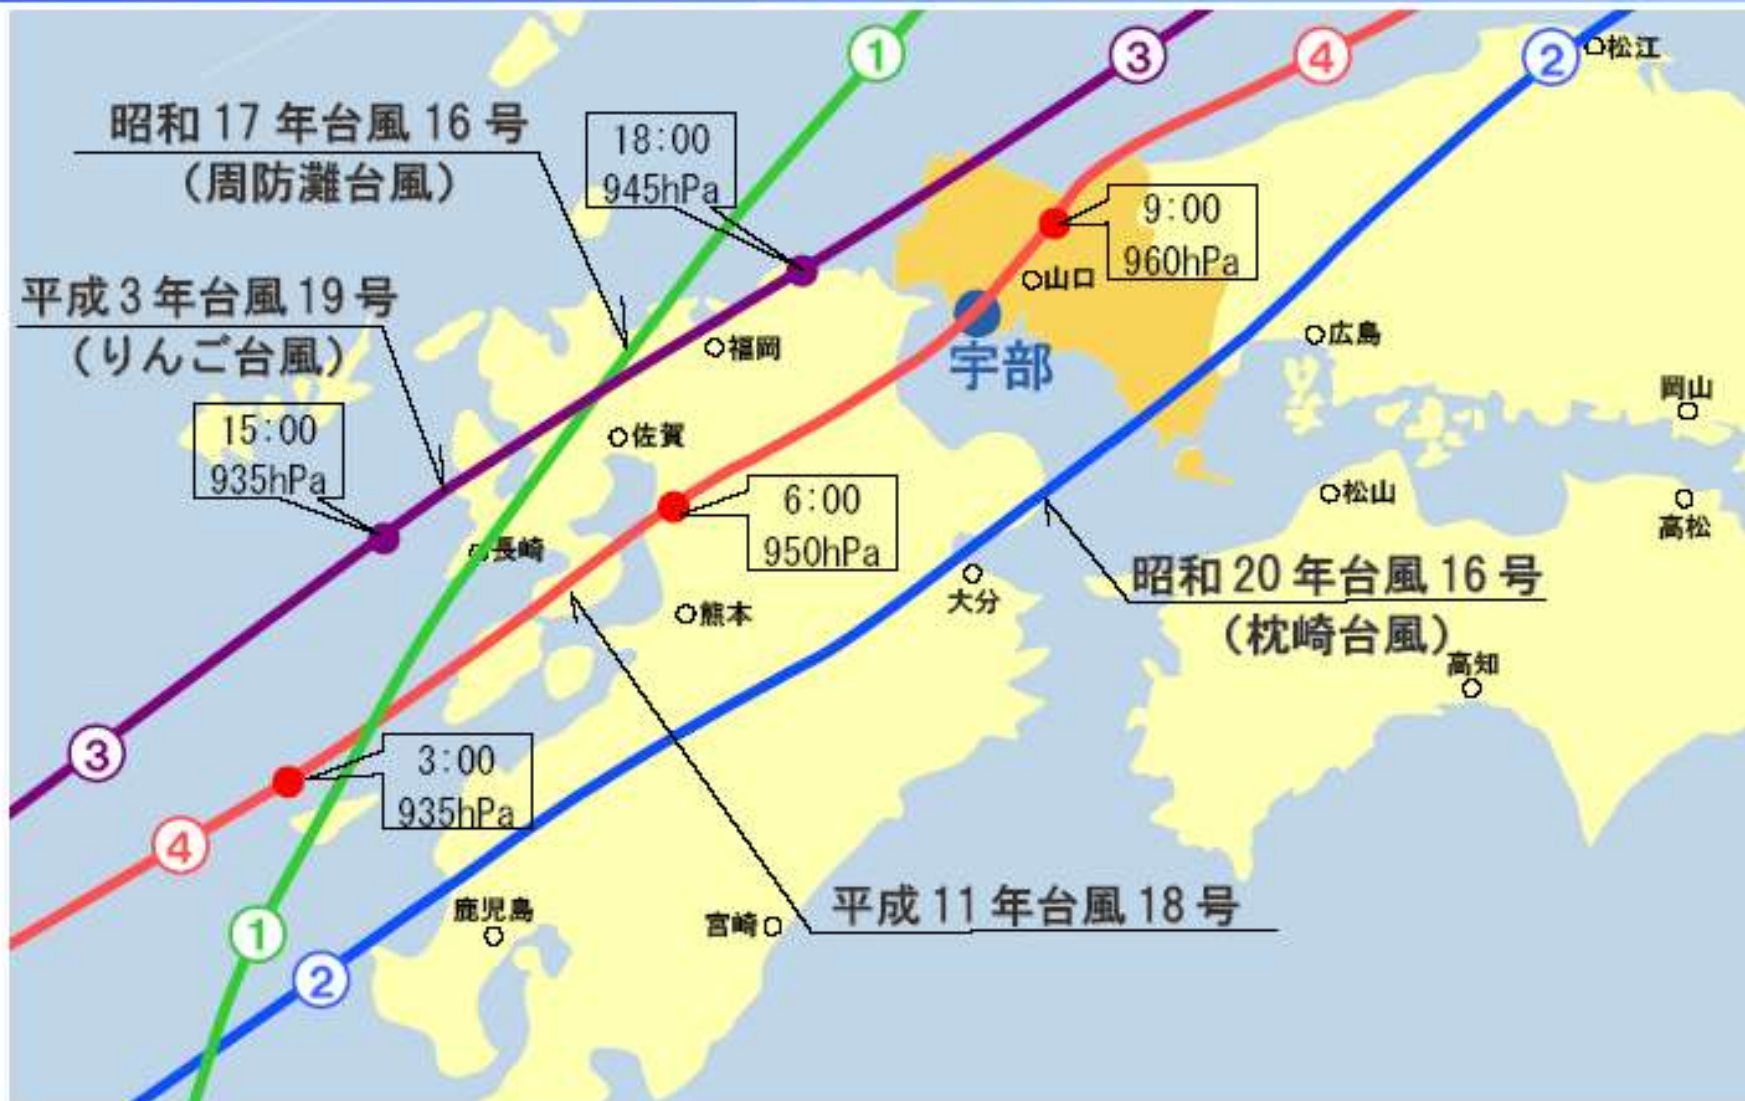 ①
③
④
②
松江
昭和17年台風16号
（周防灘台風）
18:00
945hPa
9:00
960hPa
山口
平成3年台風19号
（りんご台風）
福岡
宇部
広島
岡山
15:00
935hPa
佐賀
6:00
950hPa
松山
高松
長崎
熊本
大分
昭和20年台風16号
（枕崎台風）
高知
③
3:00
935hPa
④
鹿児島
宮崎
平成11年台風18号
①
②